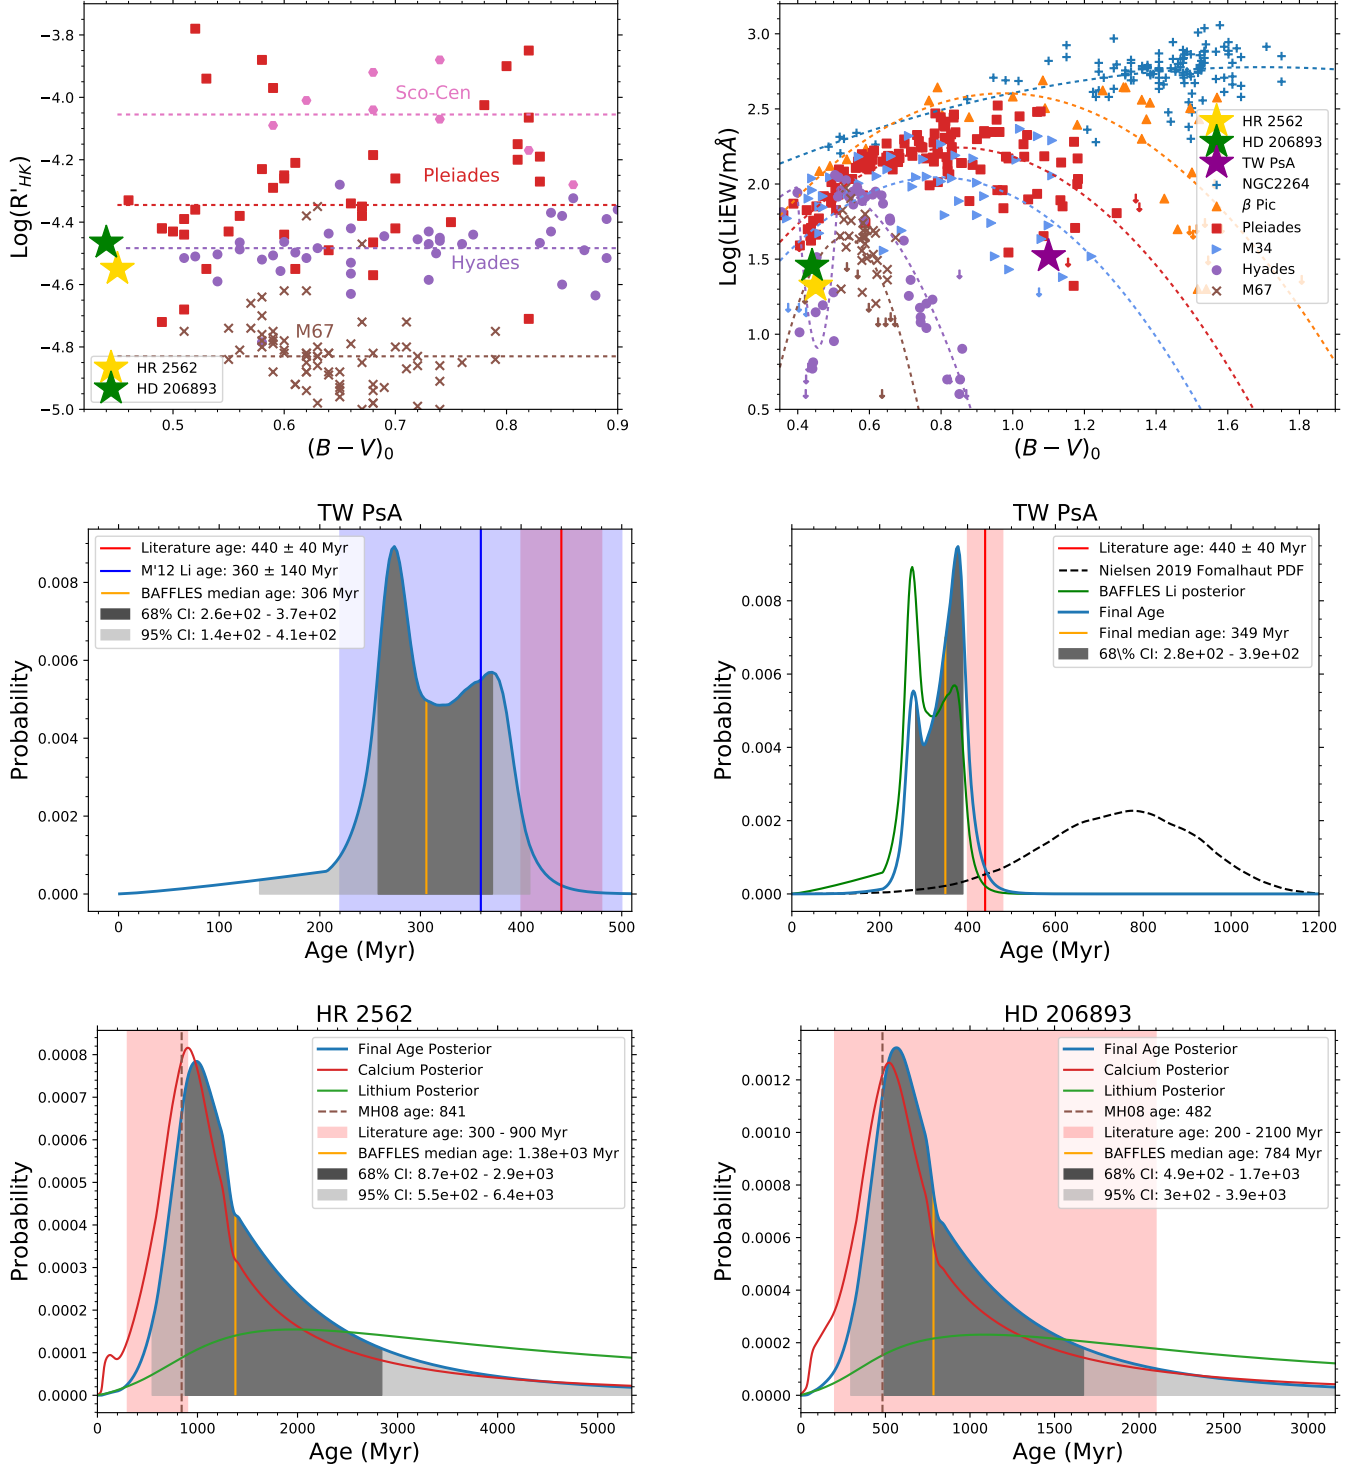 −3.8
−4.0
−4.2
−4.4
−4.6
−4.8
−5.0
Log(R'HK)
Sco-Cen
Pleiades
Hyades
M67
HR 2562
HD 206893
0.5 0.6 0.7 0.8 0.9
(B − V)0
3.0
2.5
2.0
1.5
1.0
0.5
Log(LiEW/mÅ)
HR 2562
HD 206893
TW PsA
NGC2264
β Pic
Pleiades
M34
Hyades
M67
0.4 0.6 0.8 1.0 1.2 1.4 1.6 1.8
(B − V)0
TW PsA
Literature age: 440 ± 40 Myr
M'12 Li age: 360 ± 140 Myr
BAFFLES median age: 306 Myr
68% CI: 2.6e+02 - 3.7e+02
95% CI: 1.4e+02 - 4.1e+02
0.008
0.006
0.004
0.002
0.000
Probability
0 100 200 300 400 500
Age (Myr)
TW PsA
Literature age: 440 ± 40 Myr
Nielsen 2019 Fomalhaut PDF
BAFFLES Li posterior
Final Age
Final median age: 349 Myr
68\% CI: 2.8e+02 - 3.9e+02
0.008
0.006
0.004
0.002
0.000
Probability
0 200 400 600 800 1000 1200
Age (Myr)
HR 2562
Final Age Posterior
Calcium Posterior
Lithium Posterior
MH08 age: 841
Literature age: 300 - 900 Myr
BAFFLES median age: 1.38e+03 Myr
68% CI: 8.7e+02 - 2.9e+03
95% CI: 5.5e+02 - 6.4e+03
0.0008
0.0007
0.0006
0.0005
0.0004
0.0003
0.0002
0.0001
0.0000
Probability
0 1000 2000 3000 4000 5000
Age (Myr)
HD 206893
Final Age Posterior
Calcium Posterior
Lithium Posterior
MH08 age: 482
Literature age: 200 - 2100 Myr
BAFFLES median age: 784 Myr
68% CI: 4.9e+02 - 1.7e+03
95% CI: 3e+02 - 3.9e+03
0.0012
0.0010
0.0008
0.0006
0.0004
0.0002
0.0000
Probability
0 500 1000 1500 2000 2500 3000
Age (Myr)